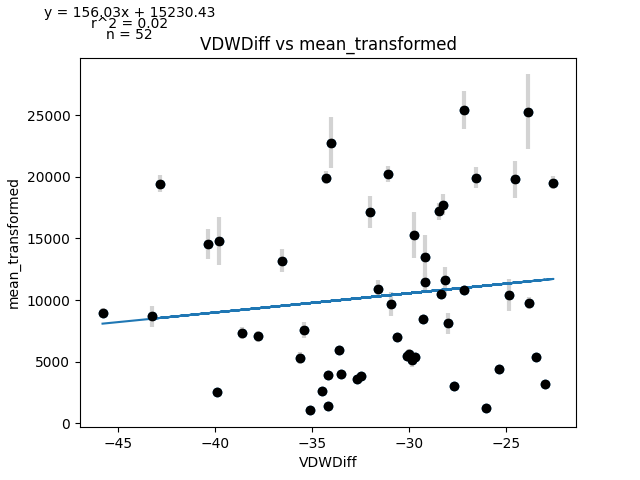 y = 156.03x + 15230.43
r^2 = 0.02
n = 52
VDWDiff vs mean_transformed
mean_transformed
25000
20000
15000
10000
5000
0
−45
−40
−35
−30
−25
VDWDiff